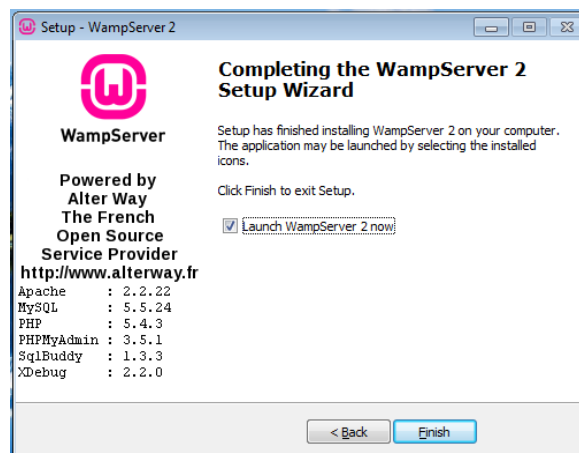 Setup - WampServer 2
WampServer
Powered by
Alter Way
The French
Open Source
Service Provider
http://www.alterway.fr
Apache : 2.2.22
MySQL : 5.5.24
PHP : 5.4.3
PHPMyAdmin : 3.5.1
SqlBuddy : 1.3.3
XDebug : 2.2.0
Completing the WampServer 2
Setup Wizard
Setup has finished installing WampServer 2 on your computer.
The application may be launched by selecting the installed
icons.
Click Finish to exit Setup.
Launch WampServer 2 now
< Back
Finish